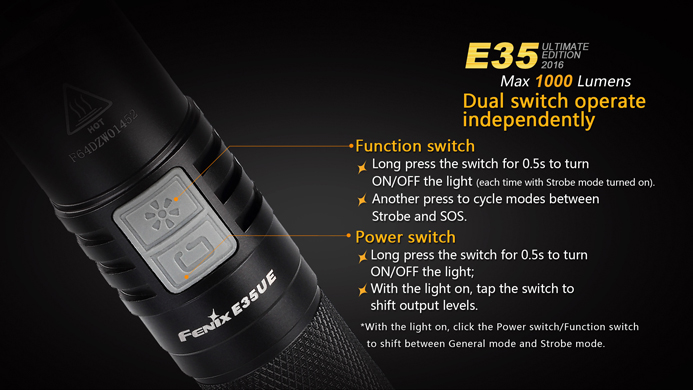 E35 ULTIMATE
EDITION
2016
Max 1000 Lumens
Dual switch operate
independently
Function switch
Long press the switch for 0.5s to turn
ON/OFF the light (each time with Strobe mode turned on).
Another press to cycle modes between
Strobe and SOS.
Power switch
Long press the switch for 0.5s to turn
ON/OFF the light;
With the light on, tap the switch to
shift output levels.
*With the light on, click the Power switch/Function switch
to shift between General mode and Strobe mode.
HOT
F64DZW01452
FENIX E35UE